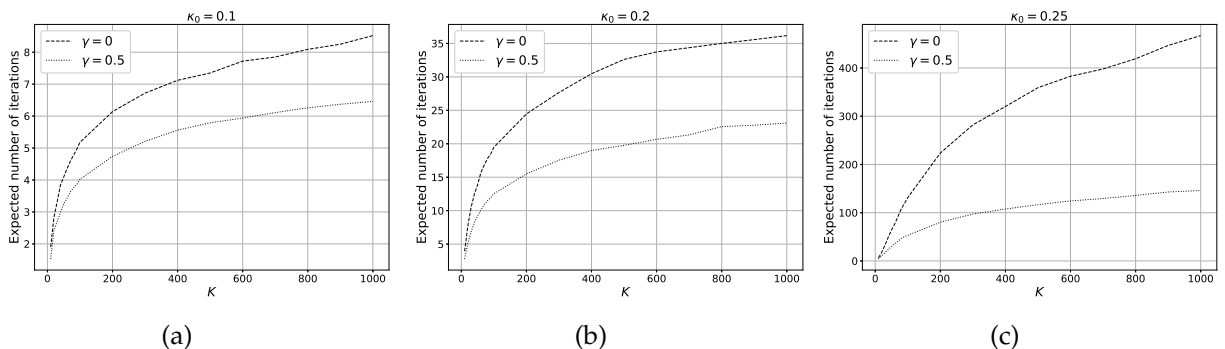 κ₀ = 0.1
γ = 0
γ = 0.5
Expected number of iterations
8
7
6
5
4
3
2
0 200 400 600 800 1000
K
(a)
κ₀ = 0.2
γ = 0
γ = 0.5
Expected number of iterations
35
30
25
20
15
10
5
0 200 400 600 800 1000
K
(b)
κ₀ = 0.25
γ = 0
γ = 0.5
Expected number of iterations
400
300
200
100
0
0 200 400 600 800 1000
K
(c)